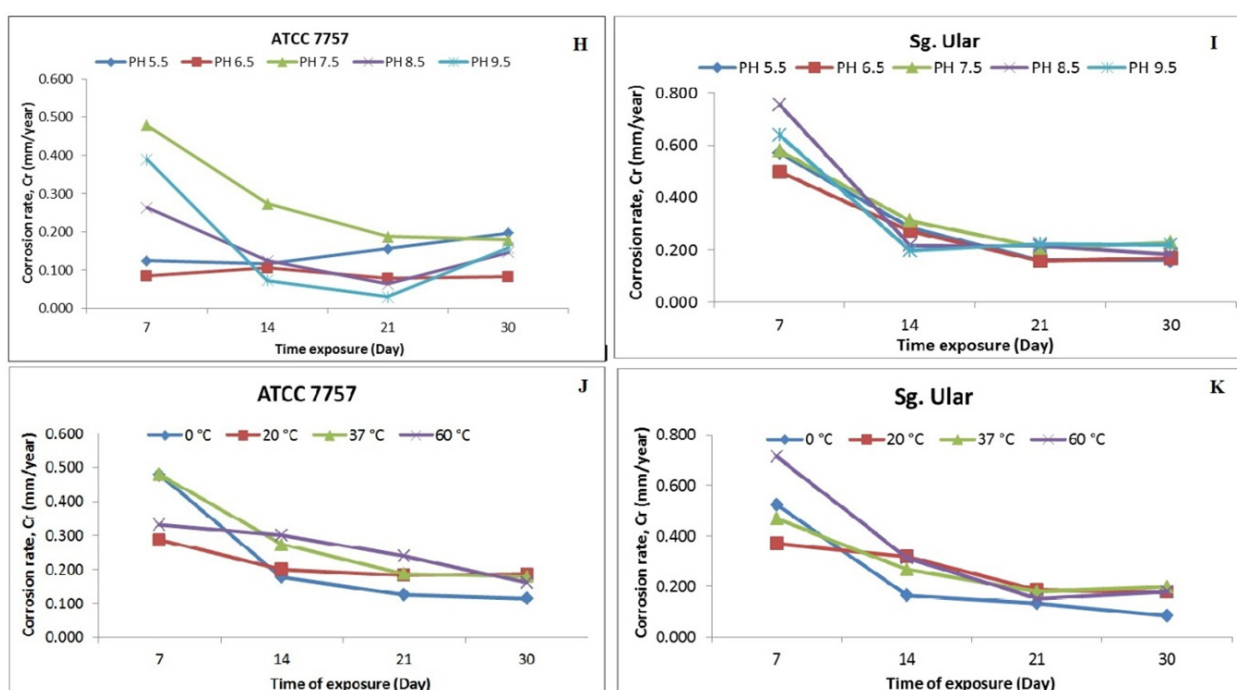 ATCC 7757
H
PH 5.5 PH 6.5 PH 7.5 PH 8.5 PH 9.5
Corrosion rate, Cr (mm/year)
0.600
0.500
0.400
0.300
0.200
0.100
0.000
7 14 21 30
Time exposure (Day)
Sg. Ular
I
PH 5.5 PH 6.5 PH 7.5 PH 8.5 PH 9.5
Corrosion rate, Cr (mm/year)
0.800
0.600
0.400
0.200
0.000
7 14 21 30
Time exposure (Day)
ATCC 7757
J
0 °C 20 °C 37 °C 60 °C
Corrosion rate, Cr (mm/year)
0.600
0.500
0.400
0.300
0.200
0.100
0.000
7 14 21 30
Time of exposure (Day)
Sg. Ular
K
0 °C 20 °C 37 °C 60 °C
Corrosion rate, Cr (mm/year)
0.800
0.600
0.400
0.200
0.000
7 14 21 30
Time of exposure (Day)